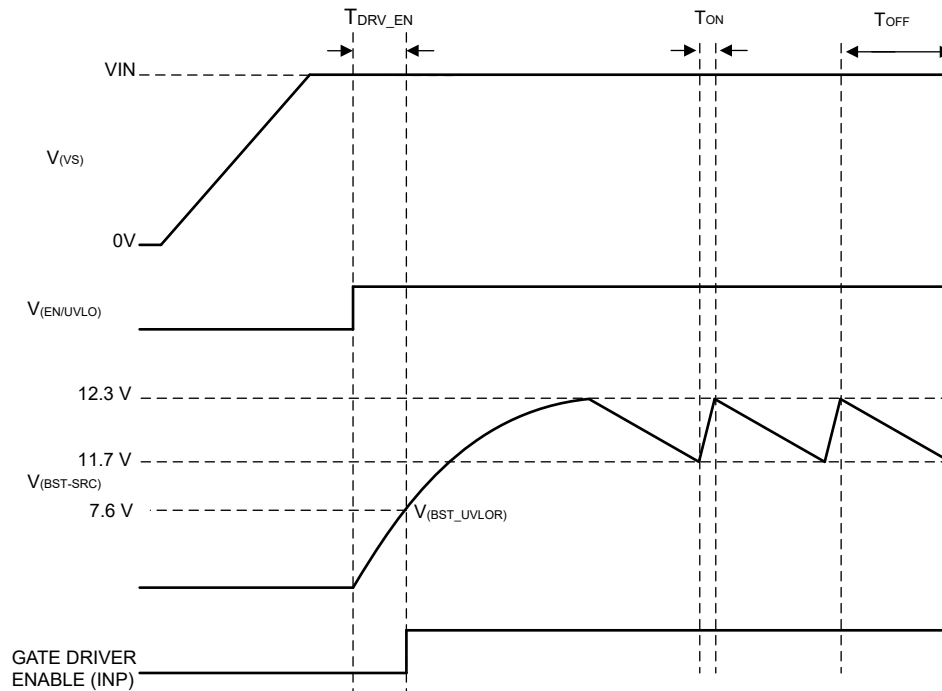 TDRV_EN
TON
TOFF
VIN
V(VS)
0V
V(EN/UVLO)
12.3 V
11.7 V
V(BST-SRC)
7.6 V
V(BST_UVLOR)
GATE DRIVER
ENABLE (INP)